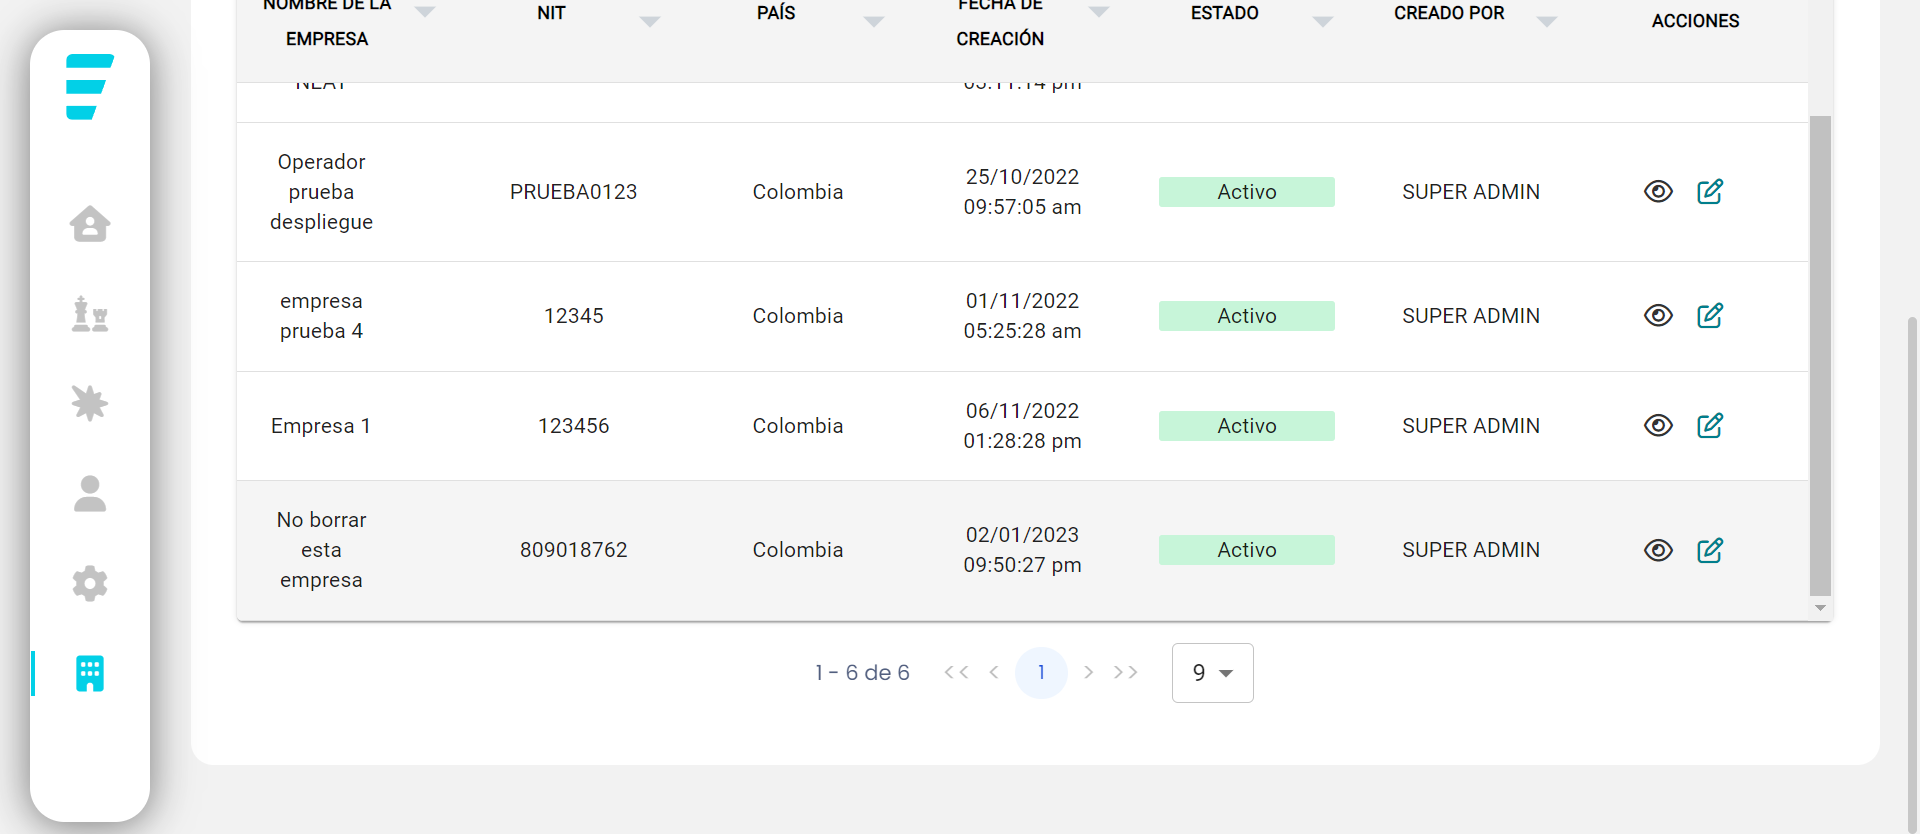 NOMBRE DE LA
EMPRESA
NIT
PAÍS
FECHA DE
CREACIÓN
ESTADO
CREADO POR
ACCIONES
NEAT
05:11:14 pm
Operador
prueba
despliegue
PRUEBA0123
Colombia
25/10/2022
09:57:05 am
Activo
SUPER ADMIN
empresa
prueba 4
12345
Colombia
01/11/2022
05:25:28 am
Activo
SUPER ADMIN
Empresa 1
123456
Colombia
06/11/2022
01:28:28 pm
Activo
SUPER ADMIN
No borrar
esta
empresa
809018762
Colombia
02/01/2023
09:50:27 pm
Activo
SUPER ADMIN
1 - 6 de 6 << < 1 > >> 9